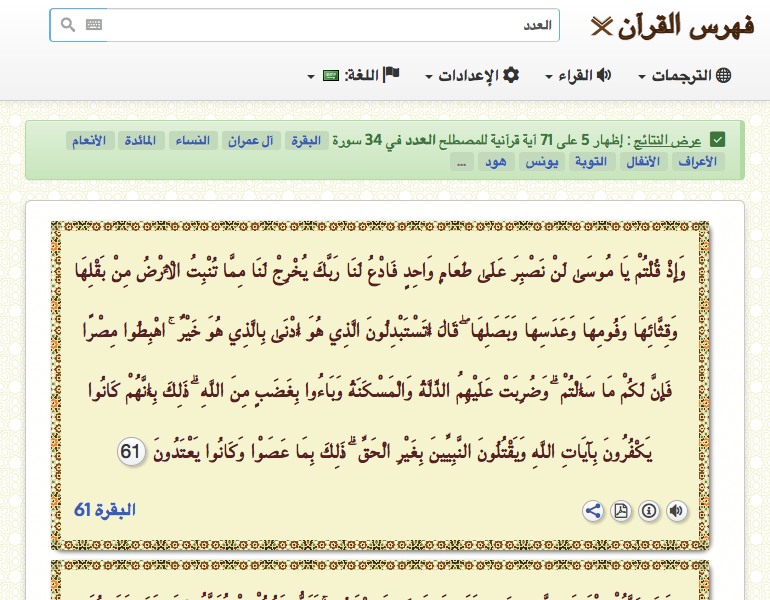 فهرس القرآن
العدد
الترجمات
القراء
الإعدادات
اللغة:
عرض النتائج : إظهار 5 على 71 آية قرآنية للمصطلح العدد في 34 سورة البقرة آل عمران النساء المائدة الأنعام
الأعراف الأنفال التوبة يونس هود ...
وَإِذْ قُلْتُمْ يَا مُوسَىٰ لَنْ نَصْبِرَ عَلَىٰ طَعَامٍ وَاحِدٍ فَادْعُ لَنَا رَبَّكَ يُخْرِجْ لَنَا مِمَّا تُنْبِتُ الْأَرْضُ مِنْ بَقْلِهَا
وَقِثَّائِهَا وَفُومِهَا وَعَدَسِهَا وَبَصَلِهَا ۖ قَالَ أَتَسْتَبْدِلُونَ الَّذِي هُوَ أَدْنَىٰ بِالَّذِي هُوَ خَيْرٌ ۚ اهْبِطُوا مِصْرًا
فَإِنَّ لَكُمْ مَا سَأَلْتُمْ ۗ وَضُرِبَتْ عَلَيْهِمُ الذِّلَّةُ وَالْمَسْكَنَةُ وَبَاءُوا بِغَضَبٍ مِنَ اللَّهِ ۗ ذَٰلِكَ بِأَنَّهُمْ كَانُوا
يَكْفُرُونَ بِآيَاتِ اللَّهِ وَيَقْتُلُونَ النَّبِيِّينَ بِغَيْرِ الْحَقِّ ۗ ذَٰلِكَ بِمَا عَصَوْا وَكَانُوا يَعْتَدُونَ 61
البقرة 61